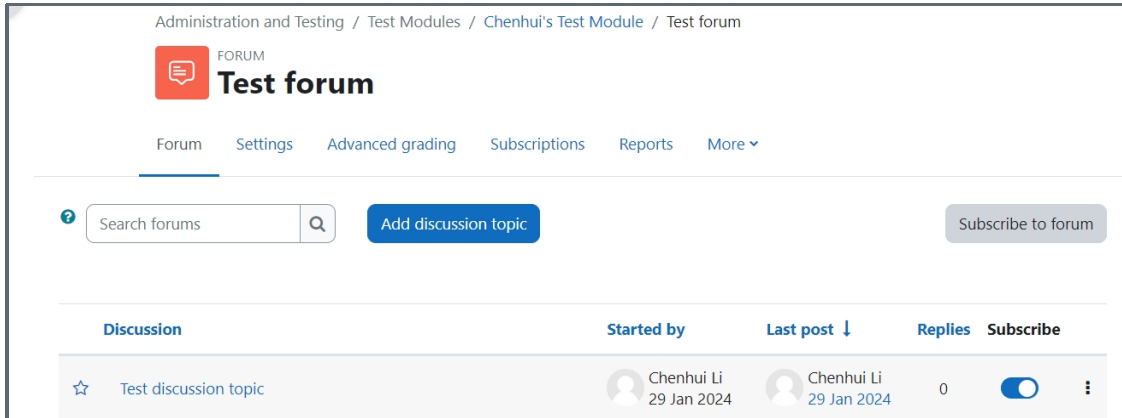 Administration and Testing / Test Modules / Chenhui's Test Module / Test forum
FORUM
Test forum
Forum Settings Advanced grading Subscriptions Reports More
? Search forums Add discussion topic Subscribe to forum
Discussion Started by Last post ↓ Replies Subscribe
Test discussion topic Chenhui Li Chenhui Li 0
29 Jan 2024 29 Jan 2024